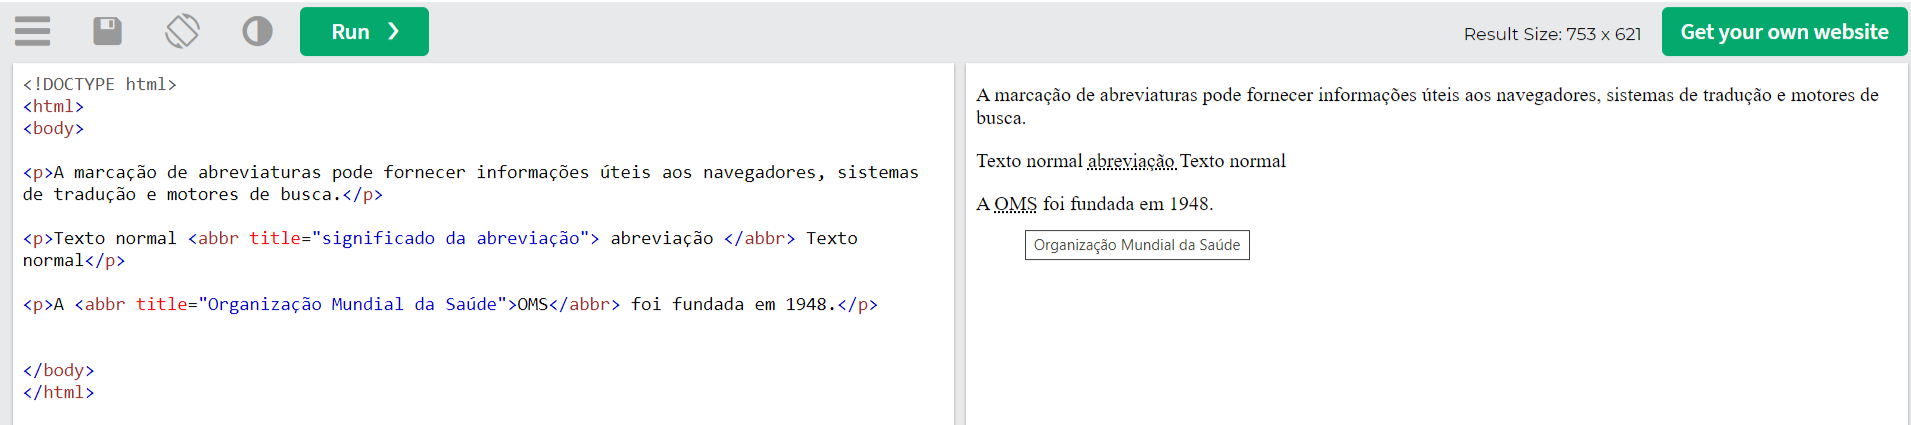 Run ❯
Result Size: 753 x 621
Get your own website
<!DOCTYPE html>
<html>
<body>
<p>A marcação de abreviaturas pode fornecer informações úteis aos navegadores, sistemas
de tradução e motores de busca.</p>
<p>Texto normal <abbr title="significado da abreviação"> abreviação </abbr> Texto
normal</p>
<p>A <abbr title="Organização Mundial da Saúde">OMS</abbr> foi fundada em 1948.</p>
</body>
</html>
A marcação de abreviaturas pode fornecer informações úteis aos navegadores, sistemas de tradução e motores de
busca.
Texto normal abreviação Texto normal
A OMS foi fundada em 1948.
Organização Mundial da Saúde